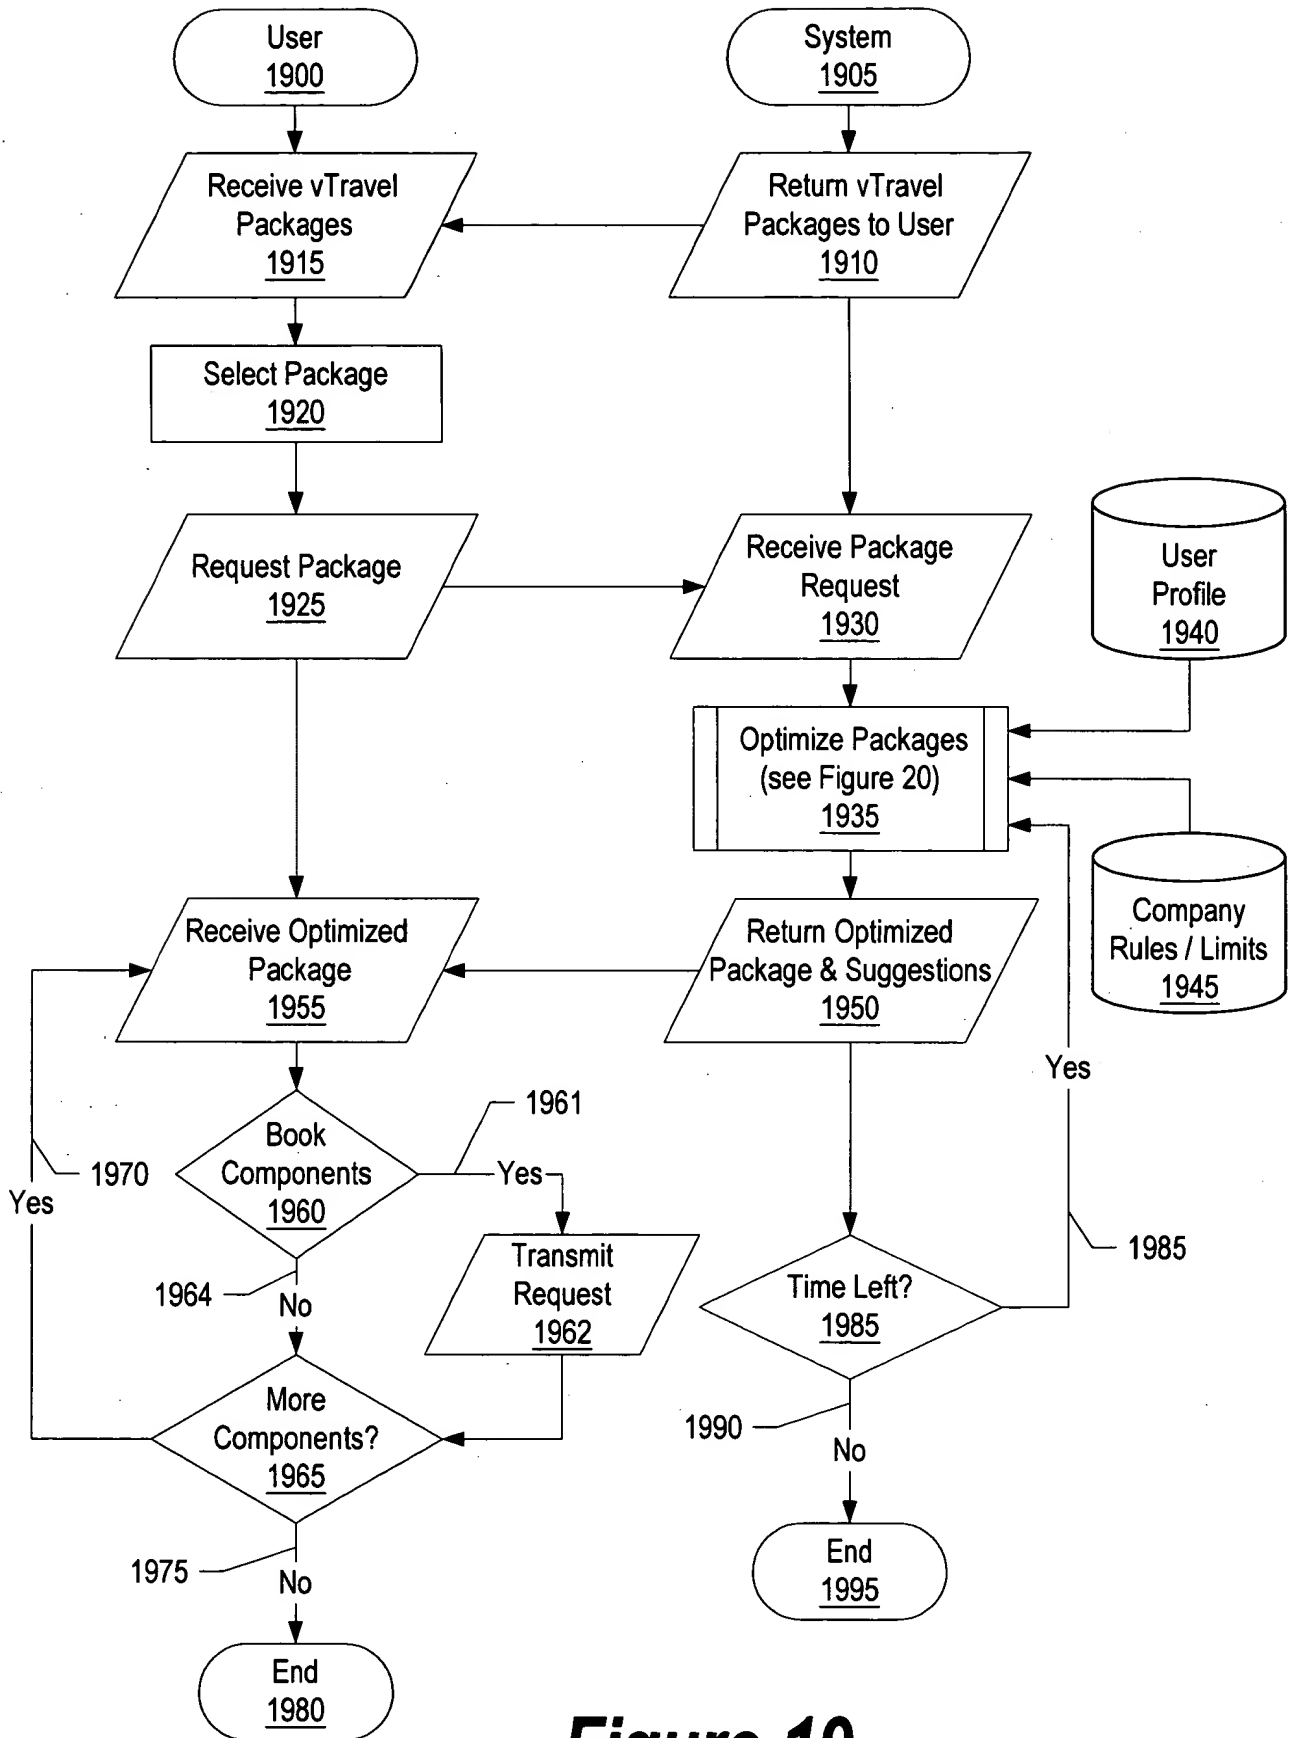 User
1900
System
1905
Receive vTravel
Packages
1915
Return vTravel
Packages to User
1910
Select Package
1920
Request Package
1925
Receive Package
Request
1930
User
Profile
1940
Optimize Packages
(see Figure 20)
1935
Company
Rules / Limits
1945
Receive Optimized
Package
1955
Return Optimized
Package & Suggestions
1950
Yes
1961
Book
Components
1960
Yes
1970
Yes
Transmit
Request
1962
1985
Time Left?
1985
1964
No
More
Components?
1965
1990
No
1975
No
End
1995
End
1980
Figure 19